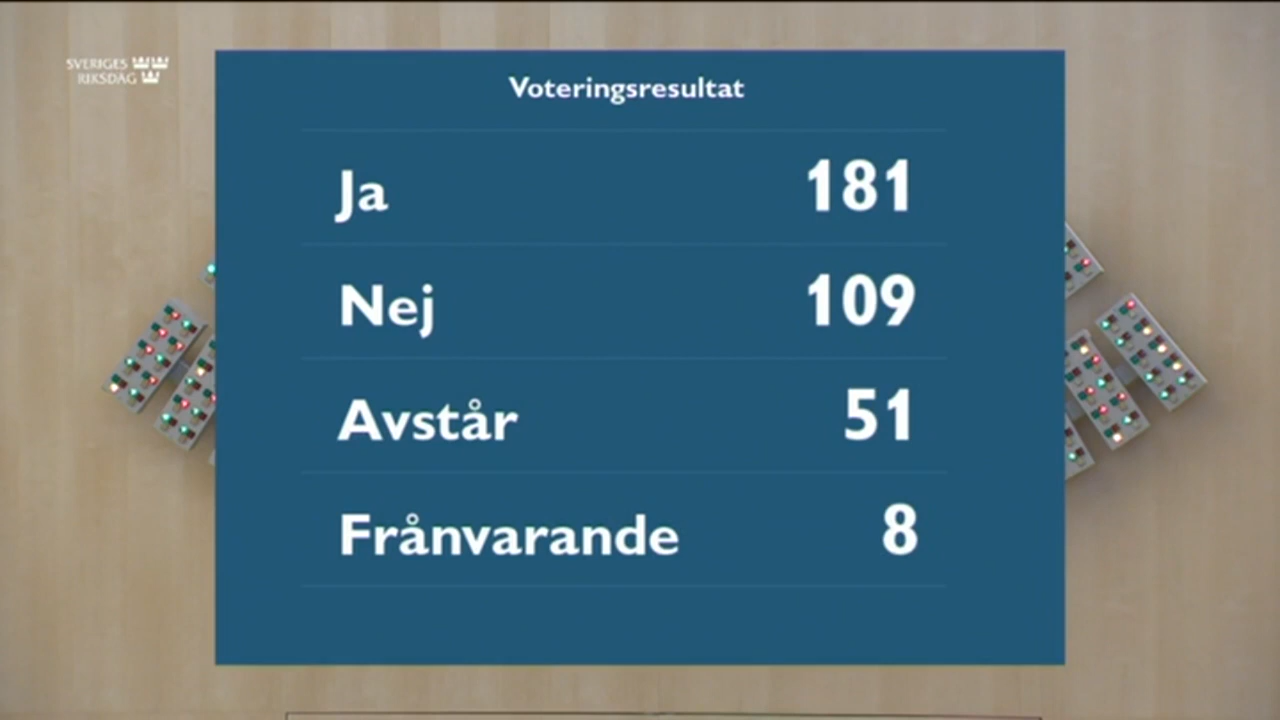 SVERIGES
RIKSDAG
Voteringsresultat
Ja 181
Nej 109
Avstår 51
Frånvarande 8